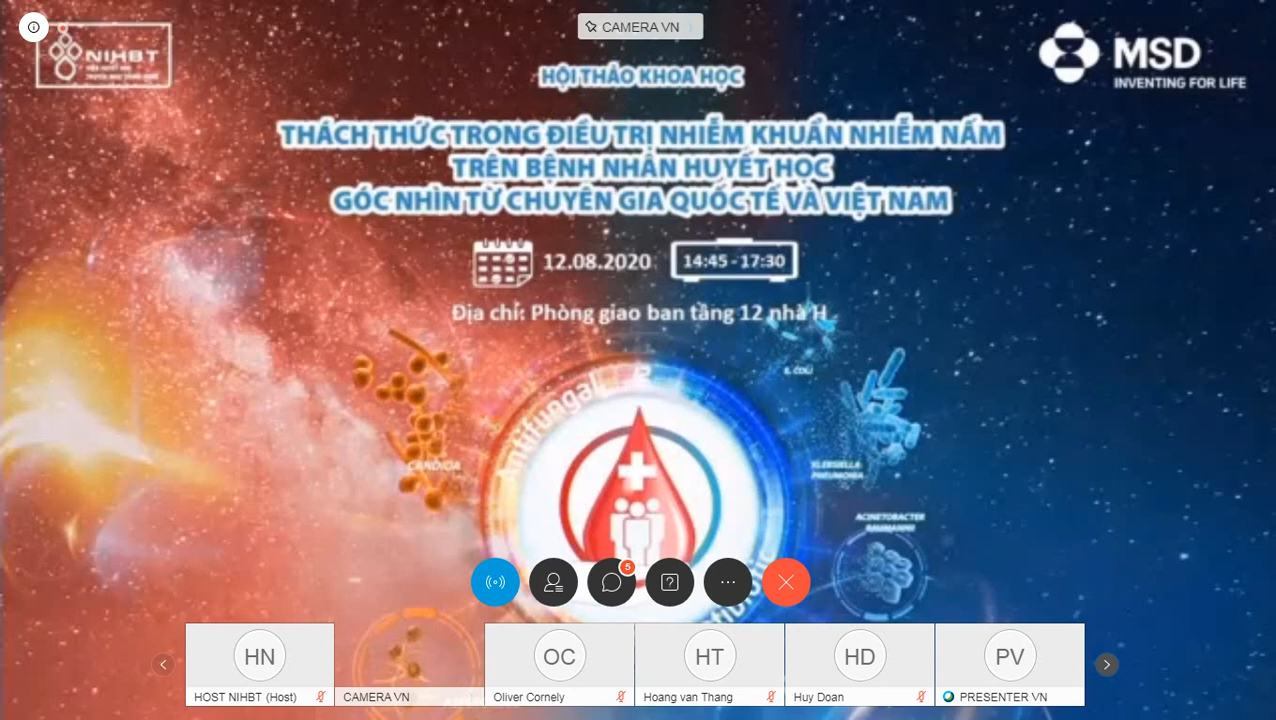 CAMERA VN
NIHBT
MSD
INVENTING FOR LIFE
HỘI THẢO KHOA HỌC
THÁCH THỨC TRONG ĐIỀU TRỊ NHIỄM KHUẨN NHIỄM NẤM
TRÊN BỆNH NHÂN HUYẾT HỌC
GÓC NHÌN TỪ CHUYÊN GIA QUỐC TẾ VÀ VIỆT NAM
12.08.2020
14:45 - 17:30
Địa chỉ: Phòng giao ban tầng 12 nhà H
E. COLI
Antifungal
CANDIDA
KLEBSIELLA
PNEUMONIA
ACINETOBACTER
BAUMANNII
5
HN
OC
HT
HD
PV
HOST NIHBT (Host)
CAMERA VN
Oliver Cornely
Hoang van Thang
Huy Doan
PRESENTER VN